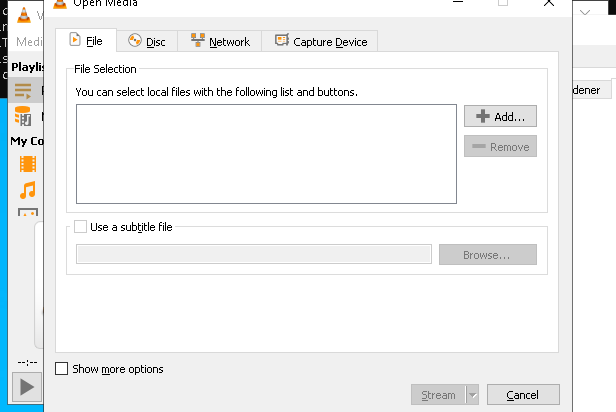 Open Media
Medi
File
Disc
Network
Capture Device
Playlis
File Selection
You can select local files with the following list and buttons.
Add...
Remove
dener
My Co
Use a subtitle file
Browse...
--:--
Show more options
Stream
Cancel